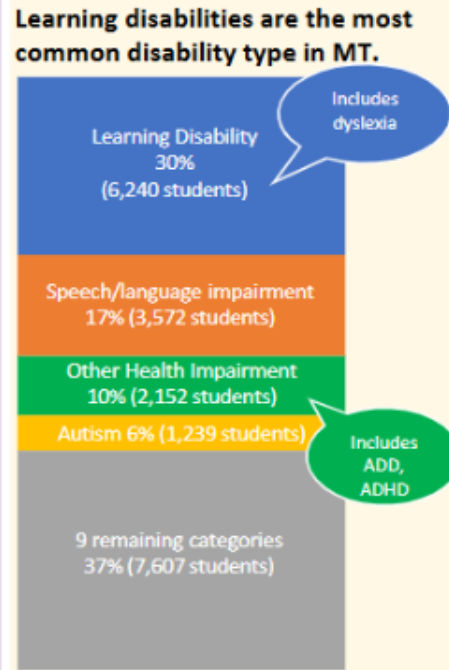 Learning disabilities are the most
common disability type in MT.
Includes
dyslexia
Learning Disability
30%
(6,240 students)
Speech/language impairment
17% (3,572 students)
Other Health Impairment
10% (2,152 students)
Autism 6% (1,239 students)
Includes
ADD,
ADHD
9 remaining categories
37% (7,607 students)